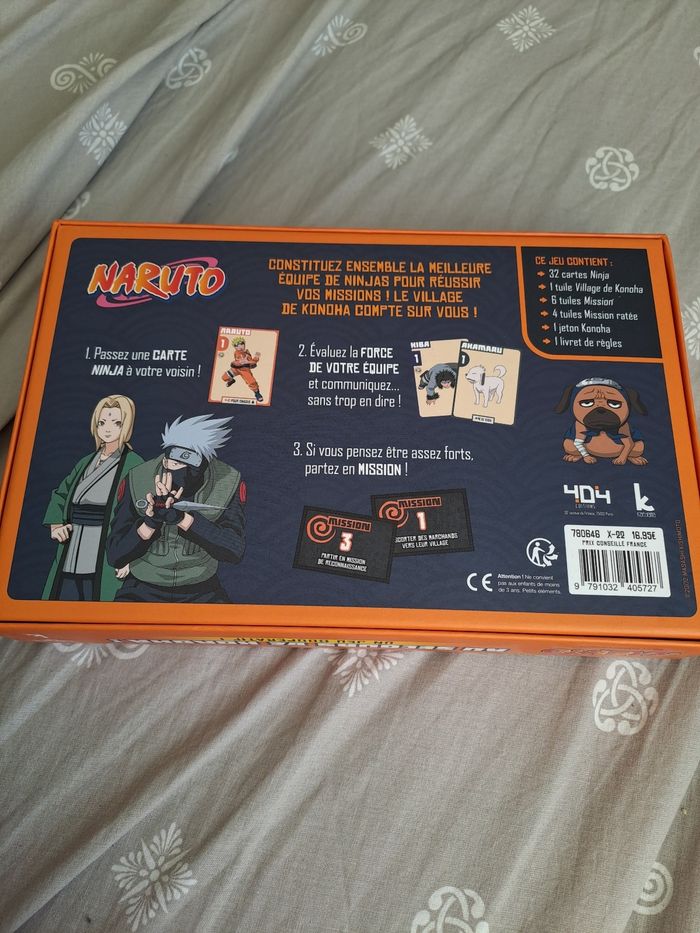 NARUTO
CONSTITUEZ ENSEMBLE LA MEILLEURE
ÉQUIPE DE NINJAS POUR RÉUSSIR
VOS MISSIONS ! LE VILLAGE
DE KONOHA COMPTE SUR VOUS !
CE JEU CONTIENT :
32 cartes Ninja
1 tuile Village de Konoha
6 tuiles Mission
4 tuiles Mission ratée
1 jeton Konoha
1 livret de règles
1. Passez une CARTE
NINJA à votre voisin !
NARUTO
1
2. Évaluez la FORCE
DE VOTRE ÉQUIPE
et communiquez...
sans trop en dire !
KIBA
1
AKAMARU
1
3. Si vous pensez être assez forts,
partez en MISSION !
MISSION
3
PARTIR EN MISSION
DE RECONNAISSANCE
MISSION
1
ESCORTER DES MARCHANDS
VERS LEUR VILLAGE
404
ÉDITIONS
k
780646 X-22 16,95€
PRIX CONSEILLÉ FRANCE
9 791032 405727
CE
Attention ! Ne convient
pas aux enfants de moins
de 3 ans. Petits éléments.
©2002 MASASHI KISHIMOTO